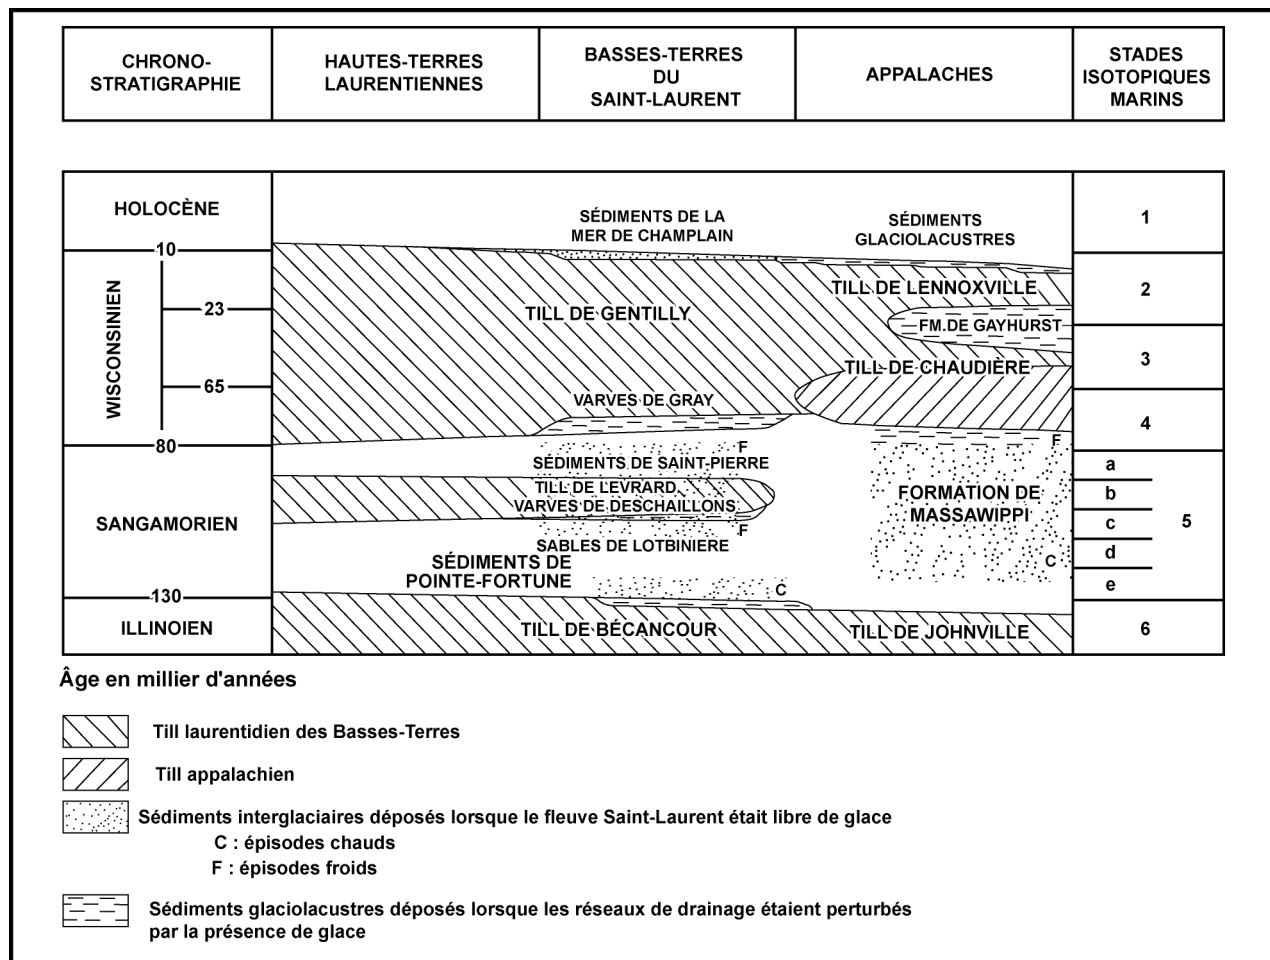 CHRONO-
STRATIGRAPHIE
HAUTES-TERRES
LAURENTIENNES
BASSES-TERRES
DU
SAINT-LAURENT
APPALACHES
STADES
ISOTOPIQUES
MARINS
HOLOCÈNE
10
WISCONSINIEN
23
65
80
SANGAMORIEN
130
ILLINOIEN
SÉDIMENTS DE LA
MER DE CHAMPLAIN
SÉDIMENTS
GLACIOLACUSTRES
TILL DE LENNOXVILLE
TILL DE GENTILLY
FM. DE GAYHURST
TILL DE CHAUDIÈRE
VARVES DE GRAY
F
F
SÉDIMENTS DE SAINT-PIERRE
TILL DE LEVRARD
VARVES DE DESCHAILLONS
FORMATION DE
MASSAWIPPI
F
SABLES DE LOTBINIERE
SÉDIMENTS DE
POINTE-FORTUNE
C
C
TILL DE BÉCANCOUR
TILL DE JOHNVILLE
1
2
3
4
a
b
c
d
e
5
6
Âge en millier d'années
Till laurentidien des Basses-Terres
Till appalachien
Sédiments interglaciaires déposés lorsque le fleuve Saint-Laurent était libre de glace
C : épisodes chauds
F : épisodes froids
Sédiments glaciolacustres déposés lorsque les réseaux de drainage étaient perturbés
par la présence de glace